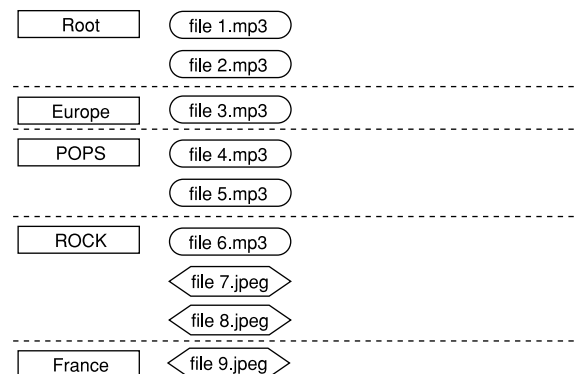 Root file 1.mp3
file 2.mp3
Europe file 3.mp3
POPS file 4.mp3
file 5.mp3
ROCK file 6.mp3
file 7.jpeg
file 8.jpeg
France file 9.jpeg